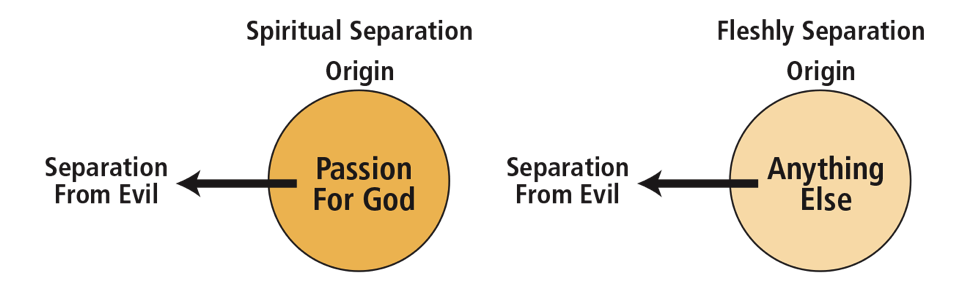 Spiritual Separation
Origin
Separation
From Evil
Passion
For God
Fleshly Separation
Origin
Separation
From Evil
Anything
Else